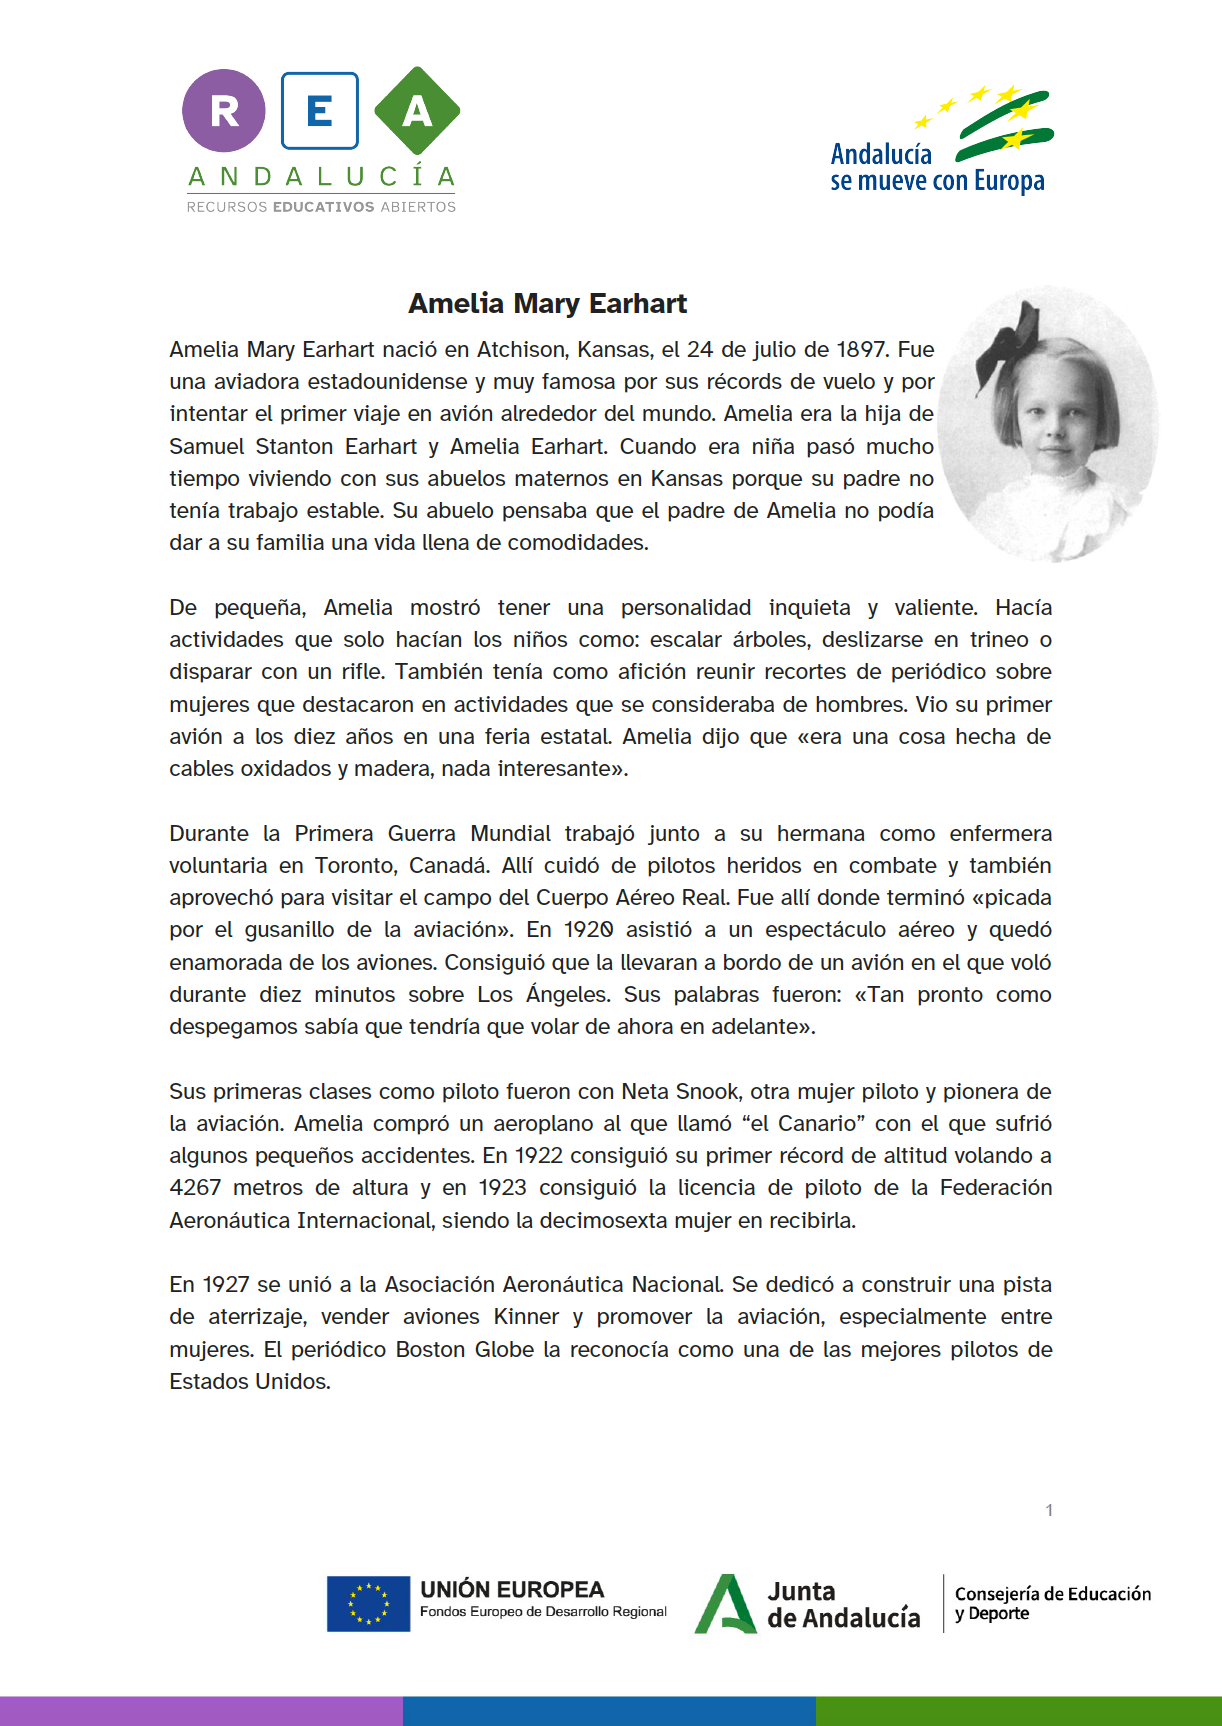 R E A
ANDALUCÍA
RECURSOS EDUCATIVOS ABIERTOS
Andalucía
se mueve con Europa
Amelia Mary Earhart
Amelia Mary Earhart nació en Atchison, Kansas, el 24 de julio de 1897. Fue
una aviadora estadounidense y muy famosa por sus récords de vuelo y por
intentar el primer viaje en avión alrededor del mundo. Amelia era la hija de
Samuel Stanton Earhart y Amelia Earhart. Cuando era niña pasó mucho
tiempo viviendo con sus abuelos maternos en Kansas porque su padre no
tenía trabajo estable. Su abuelo pensaba que el padre de Amelia no podía
dar a su familia una vida llena de comodidades.
De pequeña, Amelia mostró tener una personalidad inquieta y valiente. Hacía
actividades que solo hacían los niños como: escalar árboles, deslizarse en trineo o
disparar con un rifle. También tenía como afición reunir recortes de periódico sobre
mujeres que destacaron en actividades que se consideraba de hombres. Vio su primer
avión a los diez años en una feria estatal. Amelia dijo que «era una cosa hecha de
cables oxidados y madera, nada interesante».
Durante la Primera Guerra Mundial trabajó junto a su hermana como enfermera
voluntaria en Toronto, Canadá. Allí cuidó de pilotos heridos en combate y también
aprovechó para visitar el campo del Cuerpo Aéreo Real. Fue allí donde terminó «picada
por el gusanillo de la aviación». En 1920 asistió a un espectáculo aéreo y quedó
enamorada de los aviones. Consiguió que la llevaran a bordo de un avión en el que voló
durante diez minutos sobre Los Ángeles. Sus palabras fueron: «Tan pronto como
despegamos sabía que tendría que volar de ahora en adelante».
Sus primeras clases como piloto fueron con Neta Snook, otra mujer piloto y pionera de
la aviación. Amelia compró un aeroplano al que llamó “el Canario” con el que sufrió
algunos pequeños accidentes. En 1922 consiguió su primer récord de altitud volando a
4267 metros de altura y en 1923 consiguió la licencia de piloto de la Federación
Aeronáutica Internacional, siendo la decimosexta mujer en recibirla.
En 1927 se unió a la Asociación Aeronáutica Nacional. Se dedicó a construir una pista
de aterrizaje, vender aviones Kinner y promover la aviación, especialmente entre
mujeres. El periódico Boston Globe la reconocía como una de las mejores pilotos de
Estados Unidos.
1
UNIÓN EUROPEA
Fondos Europeo de Desarrollo Regional
Junta
de Andalucía
Consejería de Educación
y Deporte